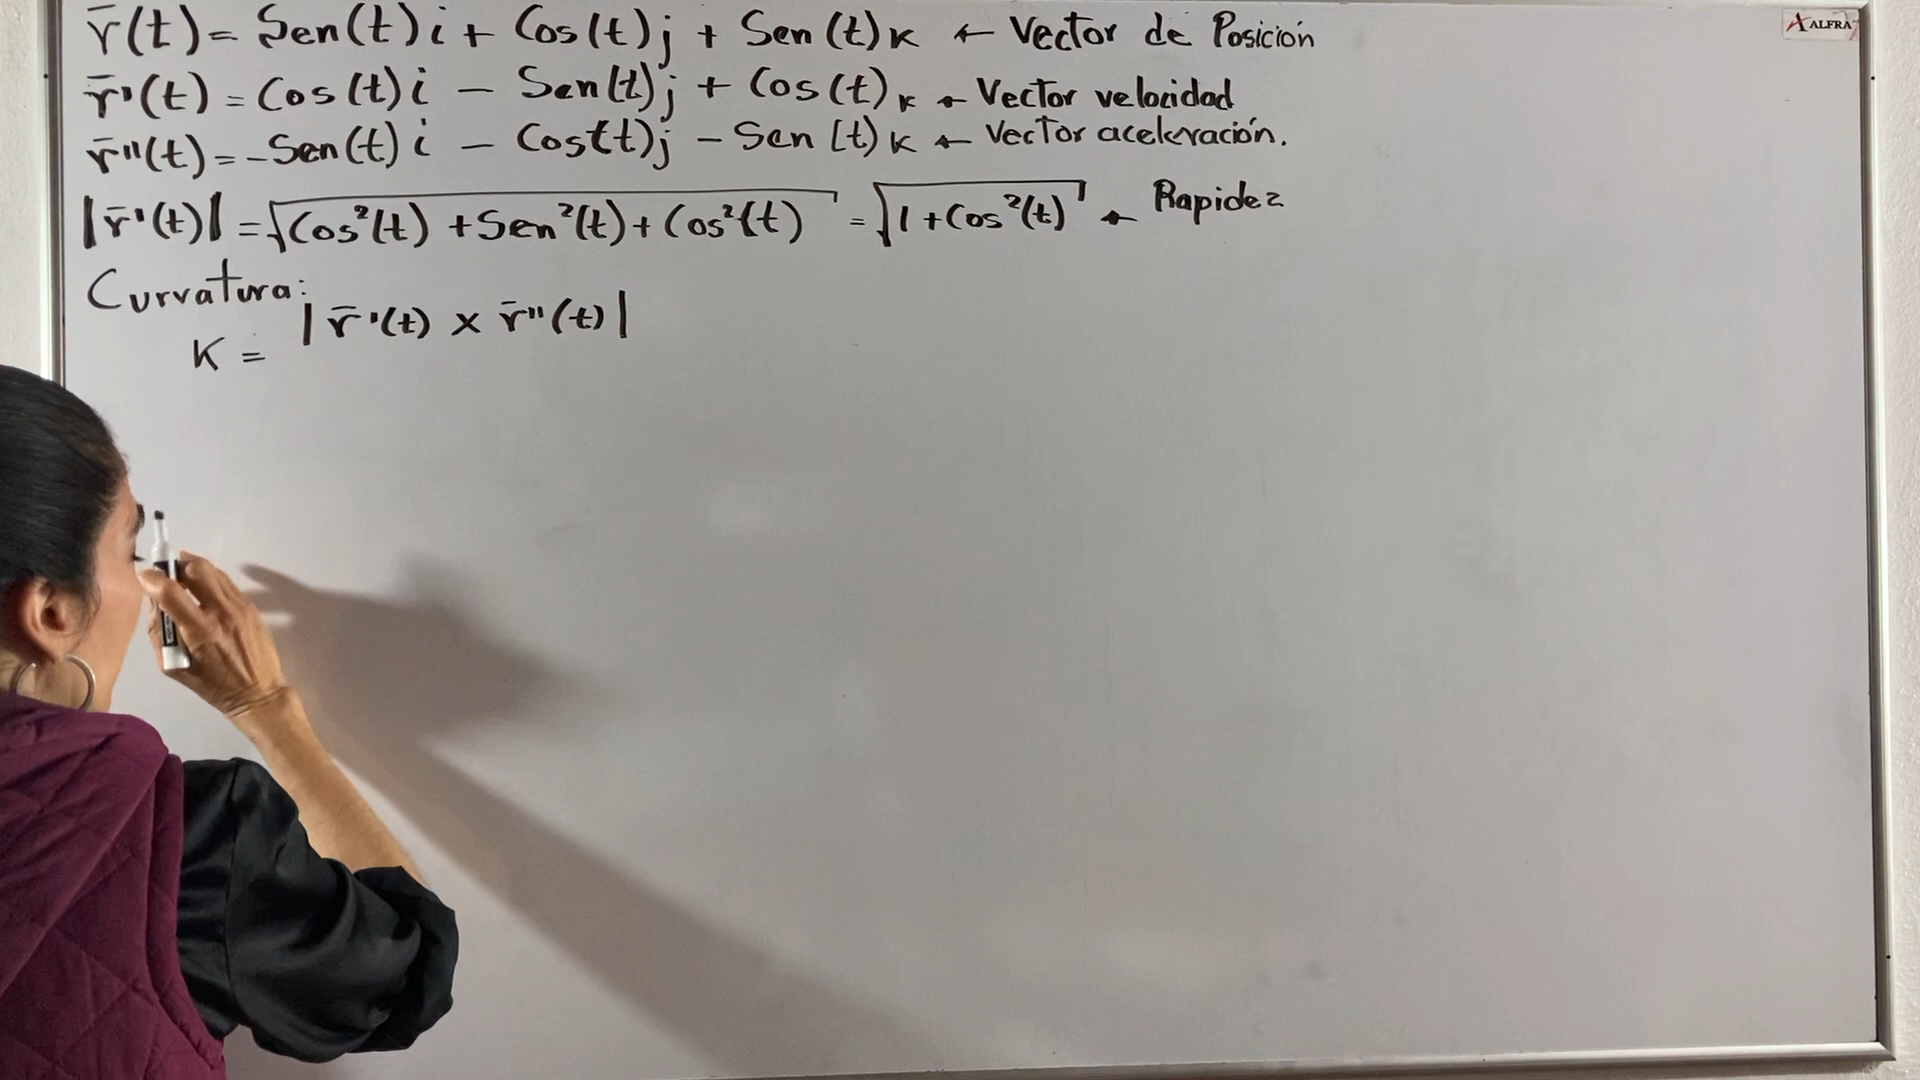 r̄(t) = Sen(t)i + Cos(t)j + Sen(t)k ← Vector de Posición
ALFRA
r̄'(t) = Cos(t)i - Sen(t)j + Cos(t)k ← Vector velocidad
r̄''(t) = -Sen(t)i - Cos(t)j - Sen(t)k ← Vector aceleración.
|r̄'(t)| = √(Cos²(t) + Sen²(t) + Cos²(t)) = √(1 + Cos²(t)) ← Rapidez
Curvatura:
K = |r̄'(t) x r̄''(t)|